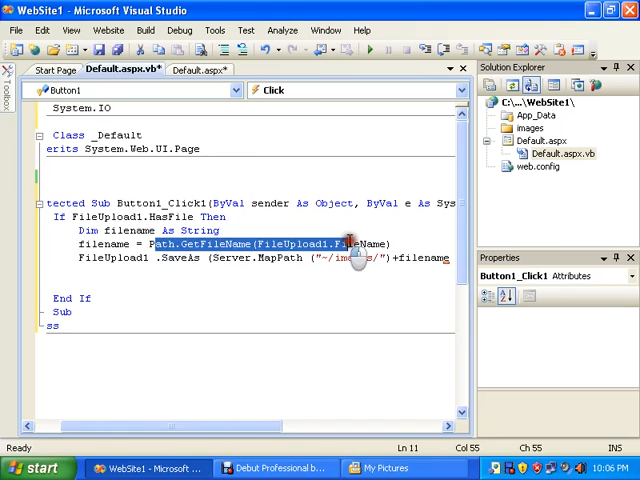 WebSite1 - Microsoft Visual Studio
File Edit View Website Build Debug Tools Test Analyze Window Help
Start Page Default.aspx.vb* Default.aspx*
Button1 Click
Toolbox
System.IO
Class _Default
erits System.Web.UI.Page
tected Sub Button1_Click1(ByVal sender As Object, ByVal e As Sys
If FileUpload1.HasFile Then
Dim filename As String
filename = Path.GetFileName(FileUpload1.FileName)
FileUpload1 .SaveAs (Server.MapPath ("~/images/")+filename
End If
Sub
ss
Solution Explorer
C:\...\WebSite1\
App_Data
images
Default.aspx
Default.aspx.vb
web.config
Properties
Button1_Click1 Attributes
Ready Ln 11 Col 55 Ch 55 INS
start WebSite1 - Microsoft ... Debut Professional b... My Pictures 10:06 PM